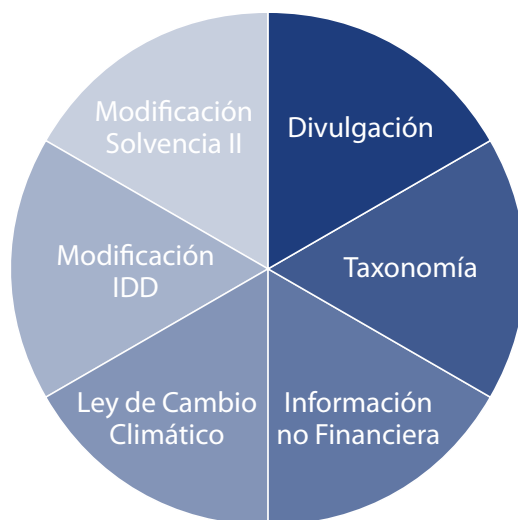 Modificación
Solvencia II
Divulgación
Modificación
IDD
Taxonomía
Ley de Cambio
Climático
Información
no Financiera